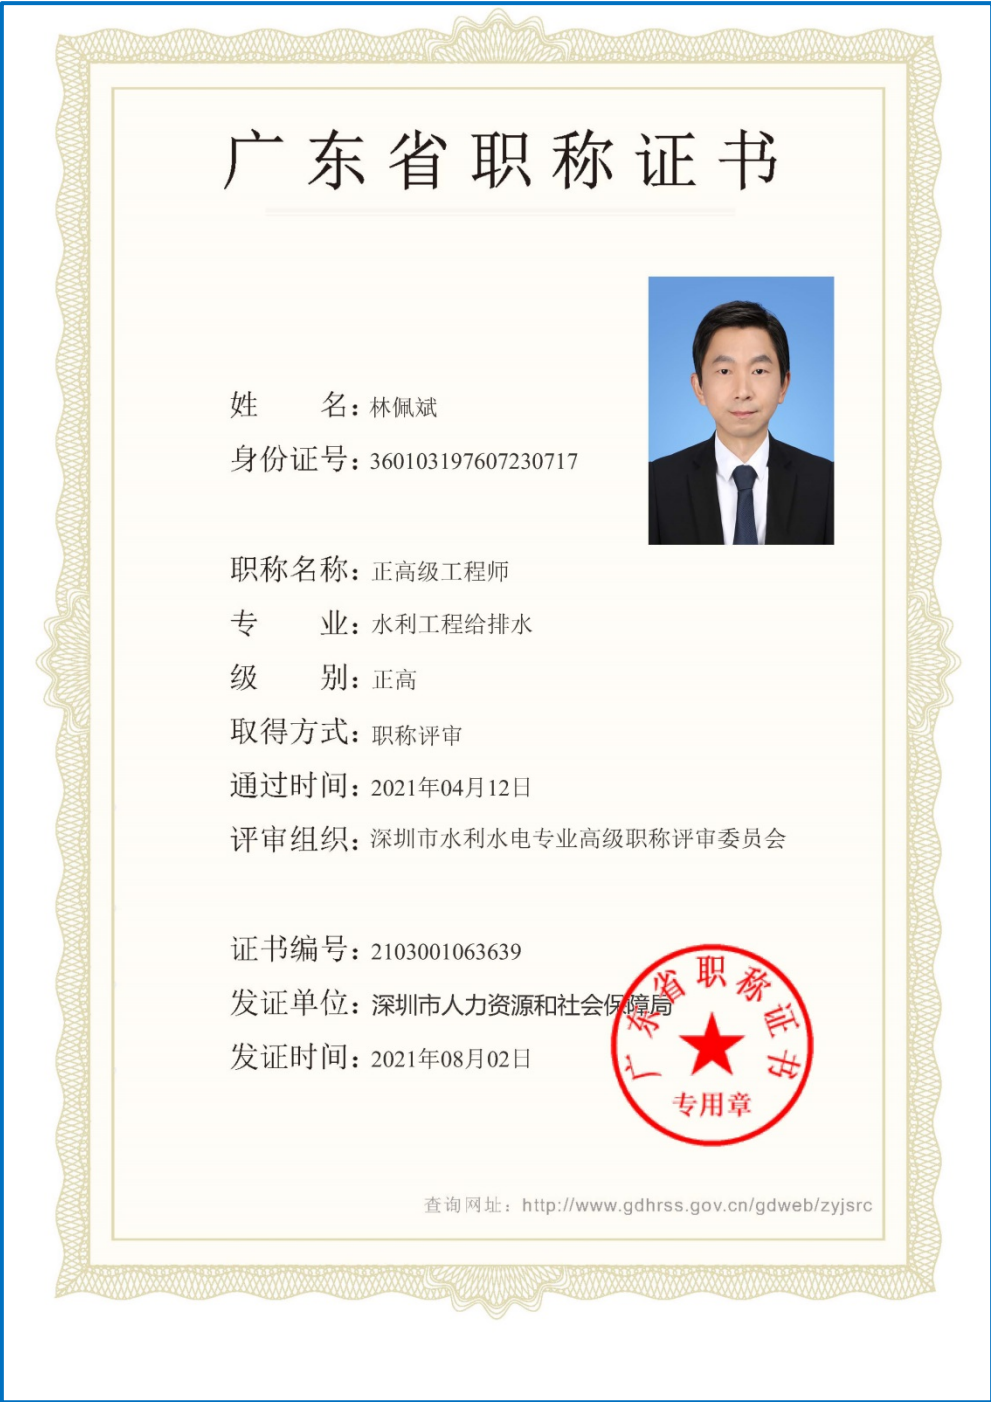 广东省职称证书
姓 名：林佩斌
身份证号：360103197607230717
职称名称：正高级工程师
专 业：水利工程给排水
级 别：正高
取得方式：职称评审
通过时间：2021年04月12日
评审组织：深圳市水利水电专业高级职称评审委员会
证书编号：2103001063639
发证单位：深圳市人力资源和社会保障局
发证时间：2021年08月02日
广东省职称证书
专用章
查询网址：http://www.gdhrss.gov.cn/gdweb/zyjsrc